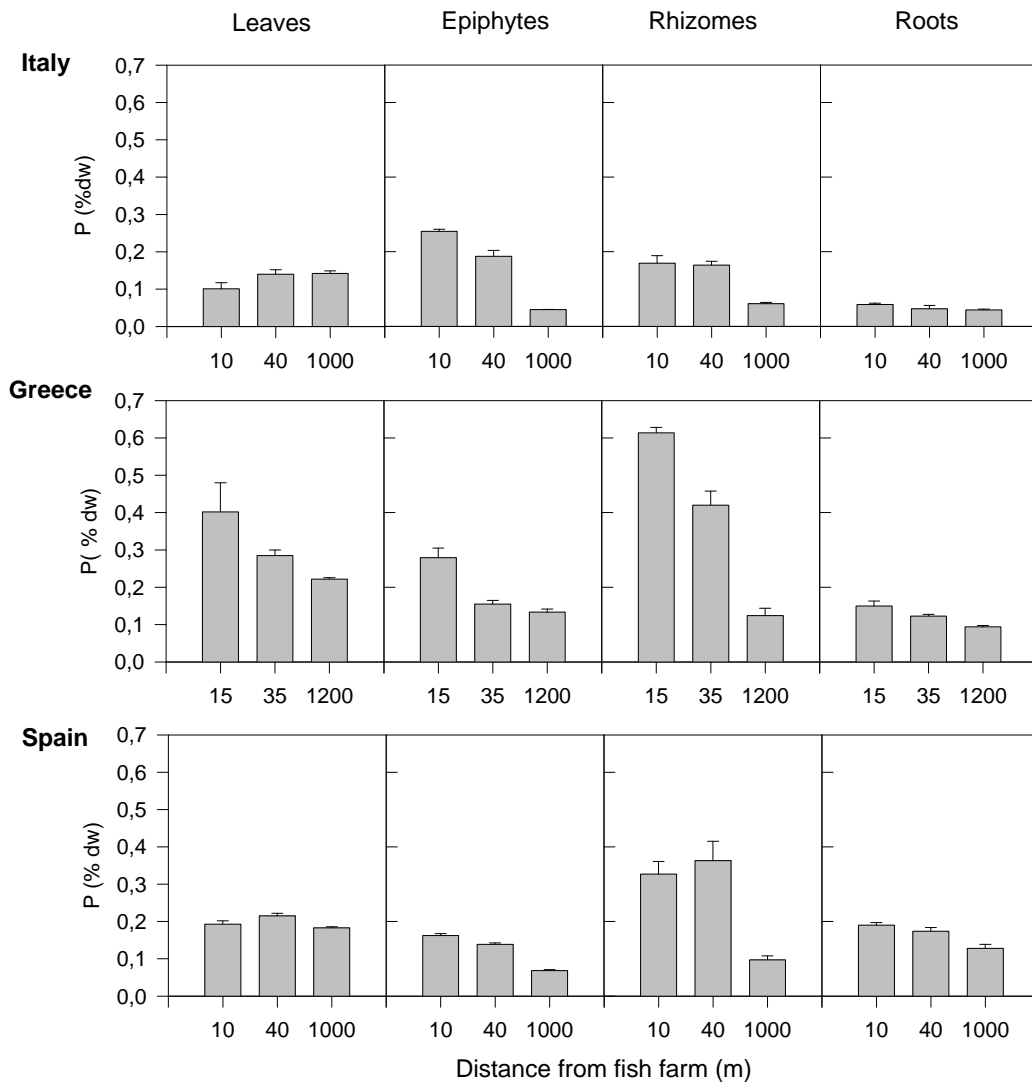 Leaves Epiphytes Rhizomes Roots
Italy
P (%dw)
0,7
0,6
0,5
0,4
0,3
0,2
0,1
0,0
10 40 1000 10 40 1000 10 40 1000 10 40 1000
Greece
P( % dw)
0,7
0,6
0,5
0,4
0,3
0,2
0,1
0,0
15 35 1200 15 35 1200 15 35 1200 15 35 1200
Spain
P (% dw)
0,7
0,6
0,5
0,4
0,3
0,2
0,1
0,0
10 40 1000 10 40 1000 10 40 1000 10 40 1000
Distance from fish farm (m)